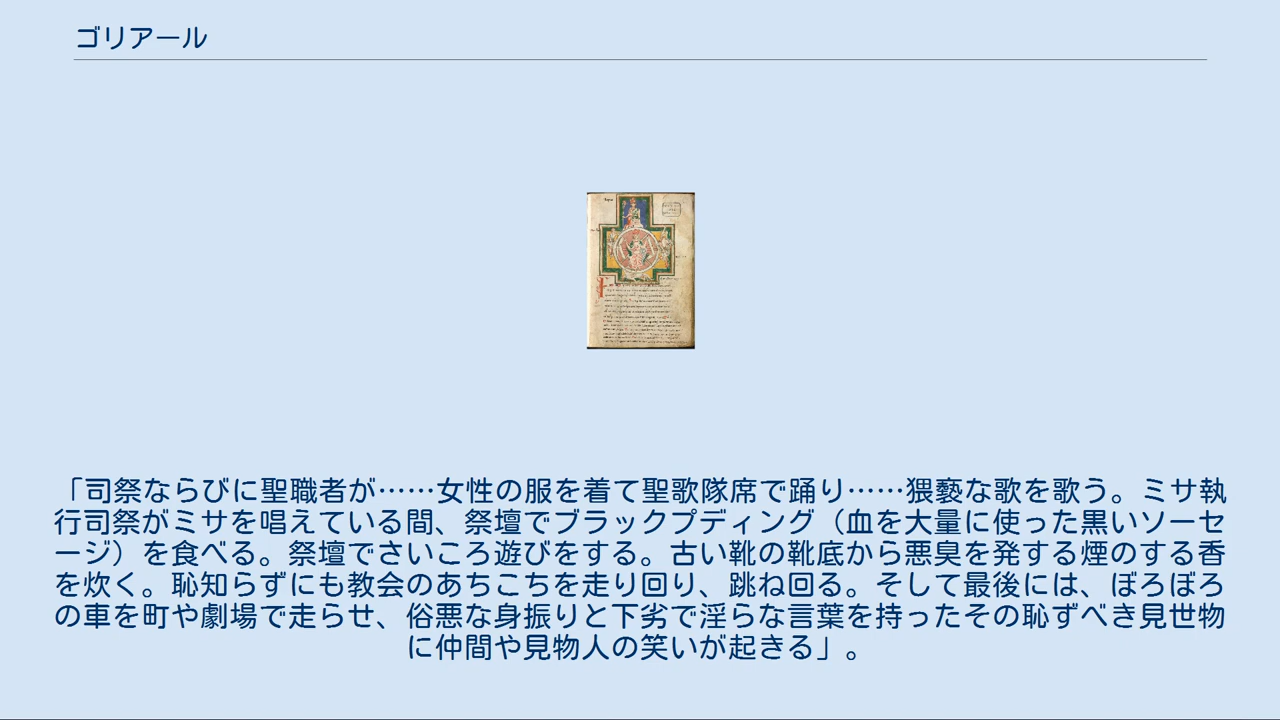 ゴリアール
「司祭ならびに聖職者が……女性の服を着て聖歌隊席で踊り……猥褻な歌を歌う。ミサ執
行司祭がミサを唱えている間、祭壇でブラックプディング（血を大量に使った黒いソーセ
ージ）を食べる。祭壇でさいころ遊びをする。古い靴の靴底から悪臭を発する煙のする香
を炊く。恥知らずにも教会のあちこちを走り回り、跳ね回る。そして最後には、ぼろぼろ
の車を町や劇場で走らせ、俗悪な身振りと下劣で淫らな言葉を持ったその恥ずべき見世物
に仲間や見物人の笑いが起きる」。